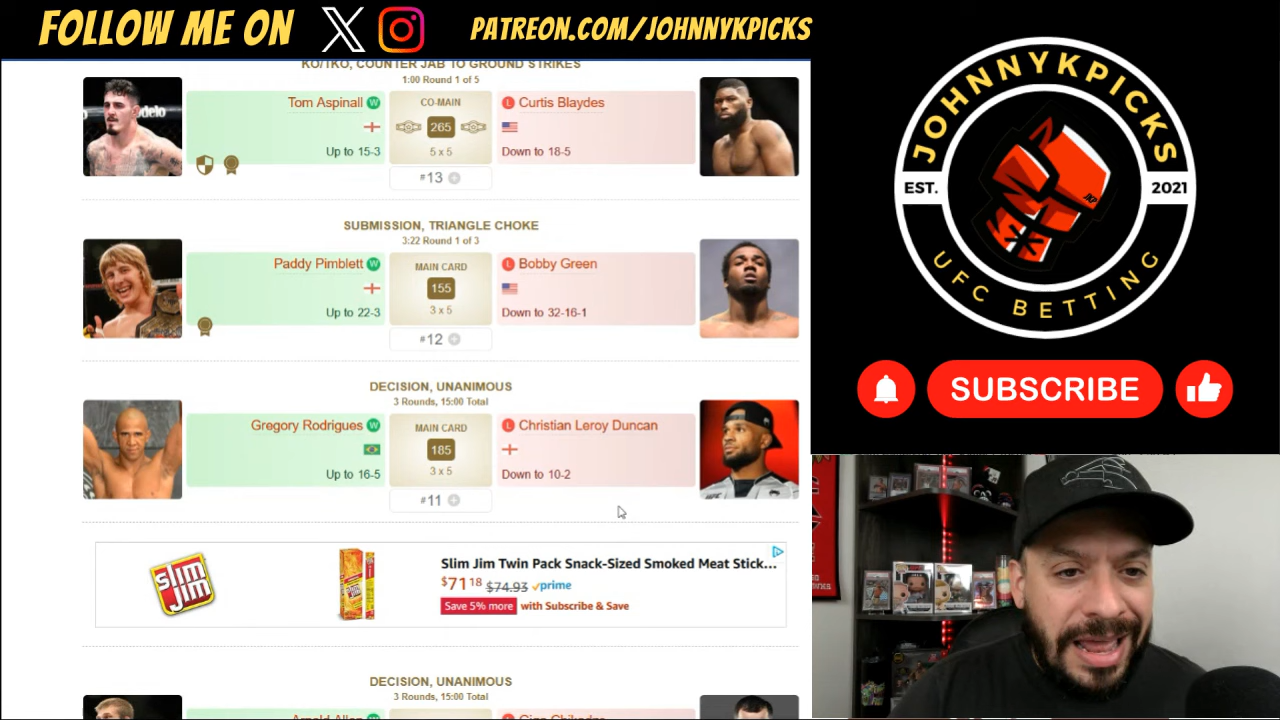 FOLLOW ME ON
PATREON.COM/JOHNNYKPICKS
KO/TKO, COUNTER JAB TO GROUND STRIKES
1:00 Round 1 of 5
Tom Aspinall W
CO-MAIN
L Curtis Blaydes
265
Up to 15-3
5 x 5
Down to 18-5
#13
SUBMISSION, TRIANGLE CHOKE
3:22 Round 1 of 3
Paddy Pimblett W
MAIN CARD
L Bobby Green
155
Up to 22-3
3 x 5
Down to 32-16-1
#12
DECISION, UNANIMOUS
3 Rounds, 15:00 Total
Gregory Rodrigues W
MAIN CARD
L Christian Leroy Duncan
185
Up to 16-5
3 x 5
Down to 10-2
#11
SLIM JIM
Slim Jim Twin Pack Snack-Sized Smoked Meat Stick...
$71.18 $74.93 prime
Save 5% more with Subscribe & Save
DECISION, UNANIMOUS
3 Rounds, 15:00 Total
Arnold Allen
Giga Chikadze
JOHNNYKPICKS
EST. 2021
JKP
UFC BETTING
SUBSCRIBE